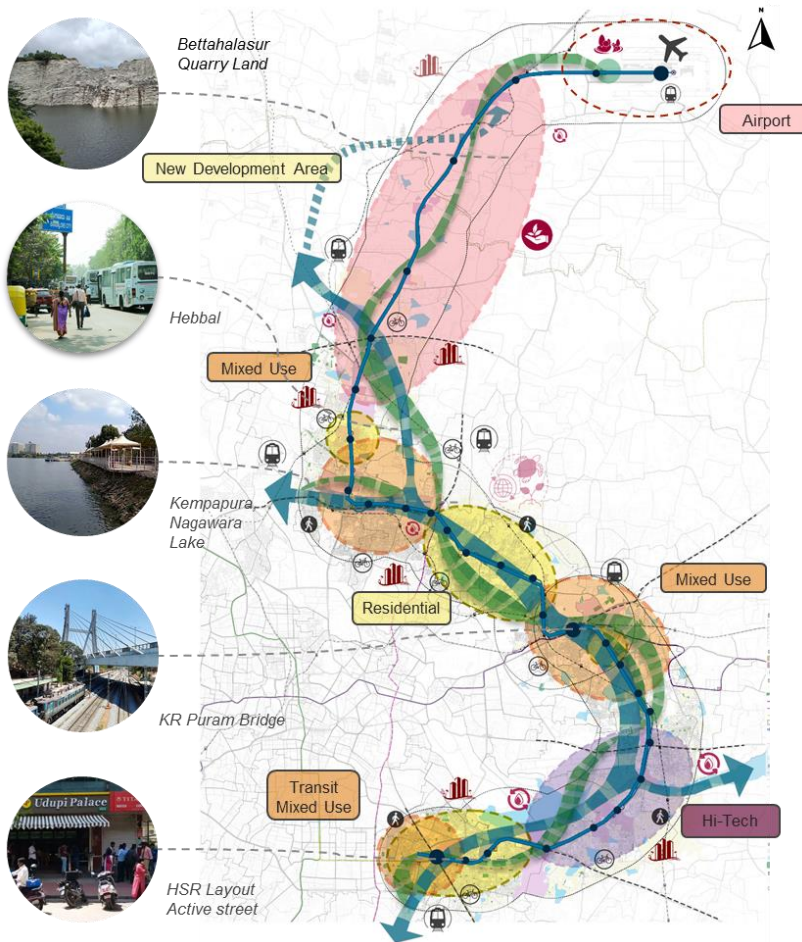 N
Bettahalasur
Quarry Land
Airport
New Development Area
Hebbal
Mixed Use
Kempapura,
Nagawara
Lake
Mixed Use
Residential
KR Puram Bridge
Transit
Mixed Use
Udupi Palace
Hi-Tech
HSR Layout
Active street